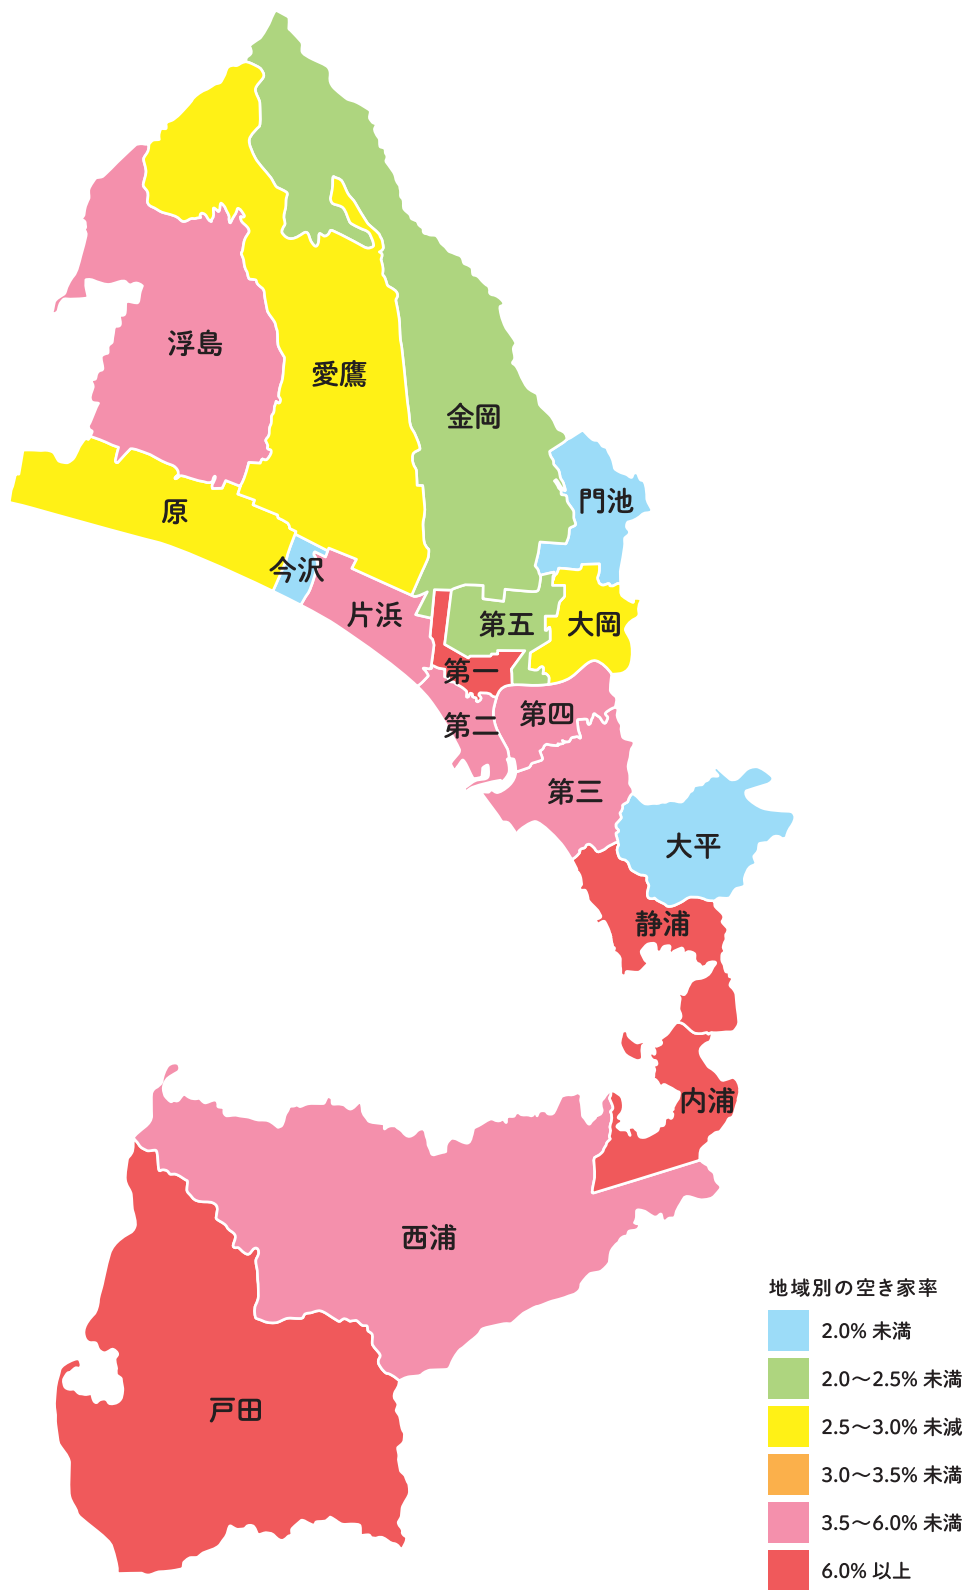 浮島
愛鷹
金岡
門池
原
今沢
片浜
第五
大岡
第一
第二
第四
第三
大平
静浦
内浦
西浦
戸田
地域別の空き家率
2.0% 未満
2.0～2.5% 未満
2.5～3.0% 未減
3.0～3.5% 未満
3.5～6.0% 未満
6.0% 以上